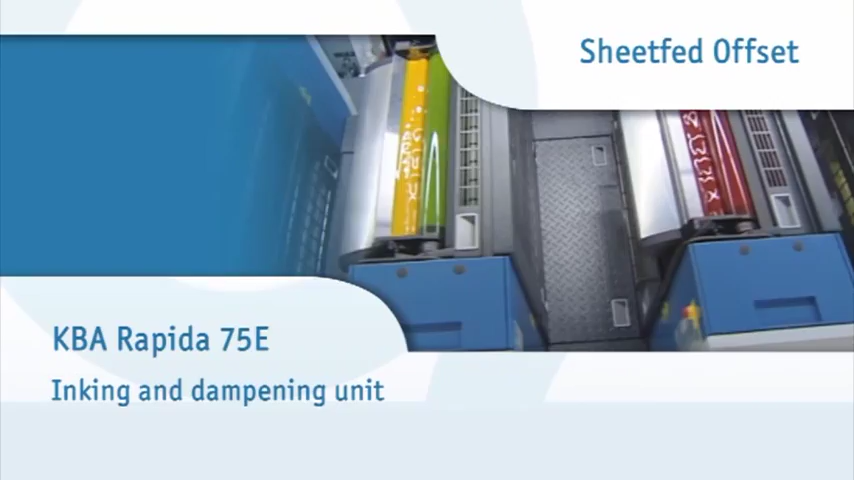 Sheetfed Offset
KBA Rapida 75E
Inking and dampening unit